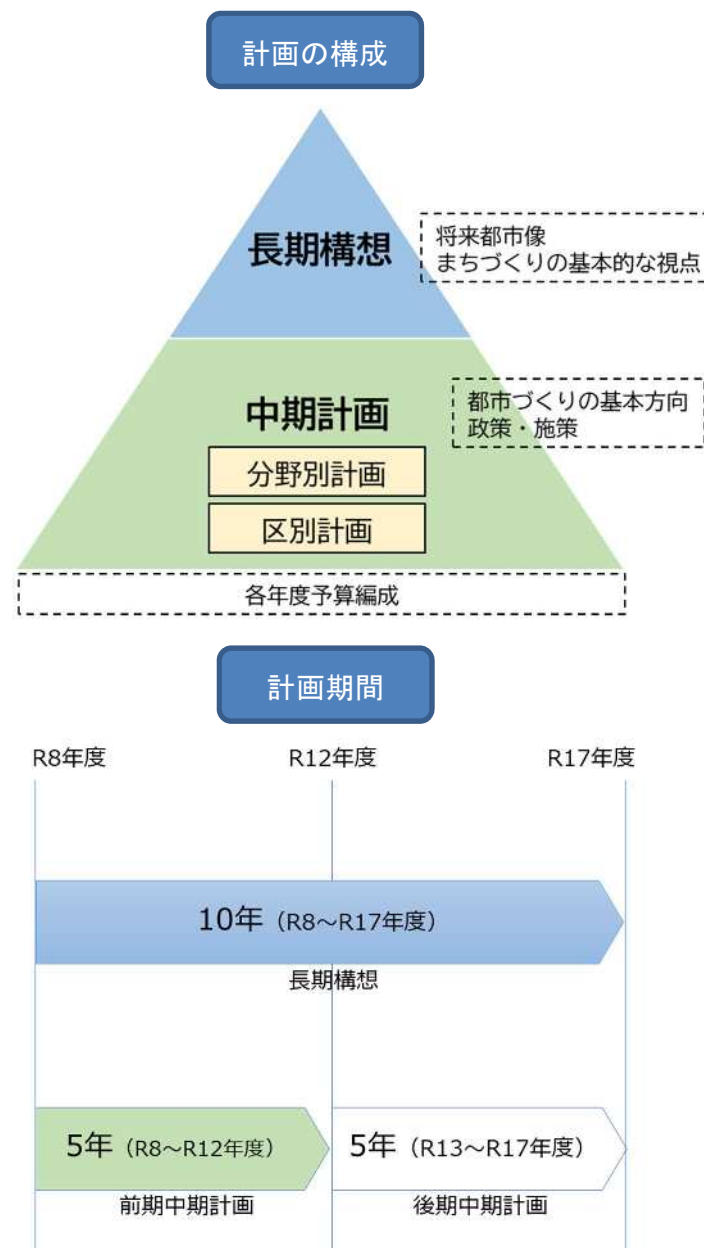 計画の構成
長期構想
将来都市像
まちづくりの基本的な視点
中期計画
都市づくりの基本方向
政策・施策
分野別計画
区別計画
各年度予算編成
計画期間
R8年度 R12年度 R17年度
10年（R8～R17年度）
長期構想
5年（R8～R12年度） 5年（R13～R17年度）
前期中期計画 後期中期計画